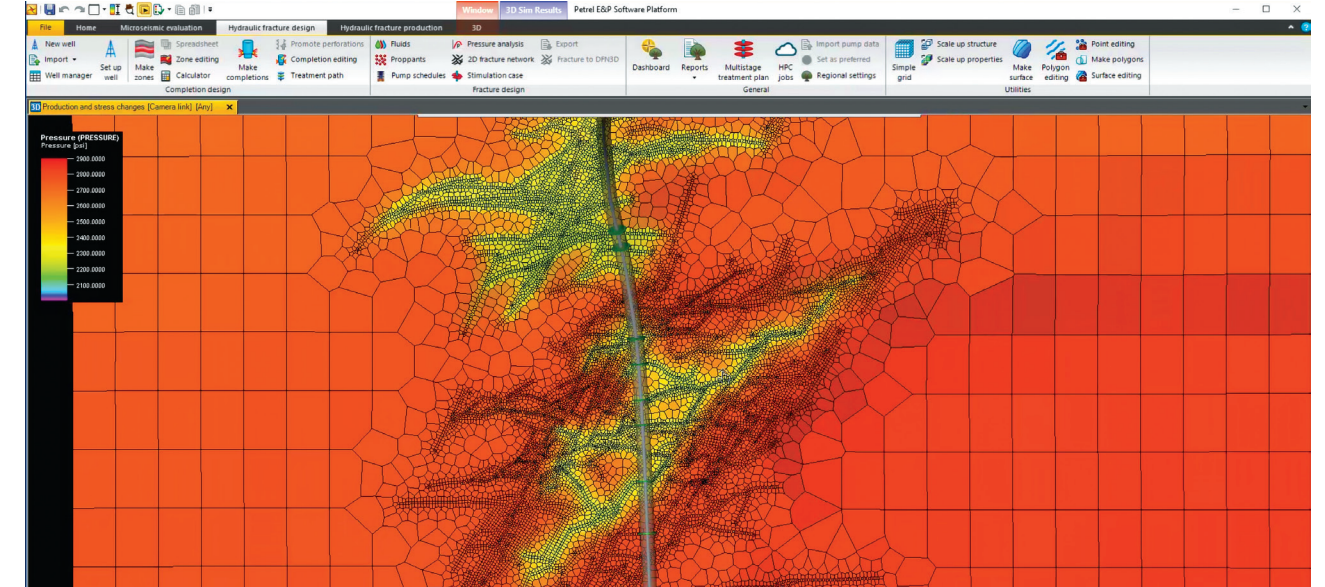 Window 3D Sim Results Petrel E&P Software Platform
File Home Microseismic evaluation Hydraulic fracture design Hydraulic fracture production 3D
New well
Import
Well manager
Set up well
Make zones
Spreadsheet
Zone editing
Calculator
Make completions
Promote perforations
Completion editing
Treatment path
Completion design
Fluids
Proppants
Pump schedules
Pressure analysis
2D fracture network
Stimulation case
Export
Fracture to DPN3D
Fracture design
Dashboard
Reports
Multistage treatment plan
HPC jobs
Import pump data
Set as preferred
Regional settings
General
Simple grid
Scale up structure
Scale up properties
Make surface
Polygon editing
Point editing
Make polygons
Surface editing
Utilities
3D Production and stress changes [Camera link] [Any] X
Pressure (PRESSURE)
Pressure [psi]
2900.0000
2800.0000
2700.0000
2600.0000
2500.0000
2400.0000
2300.0000
2200.0000
2100.0000